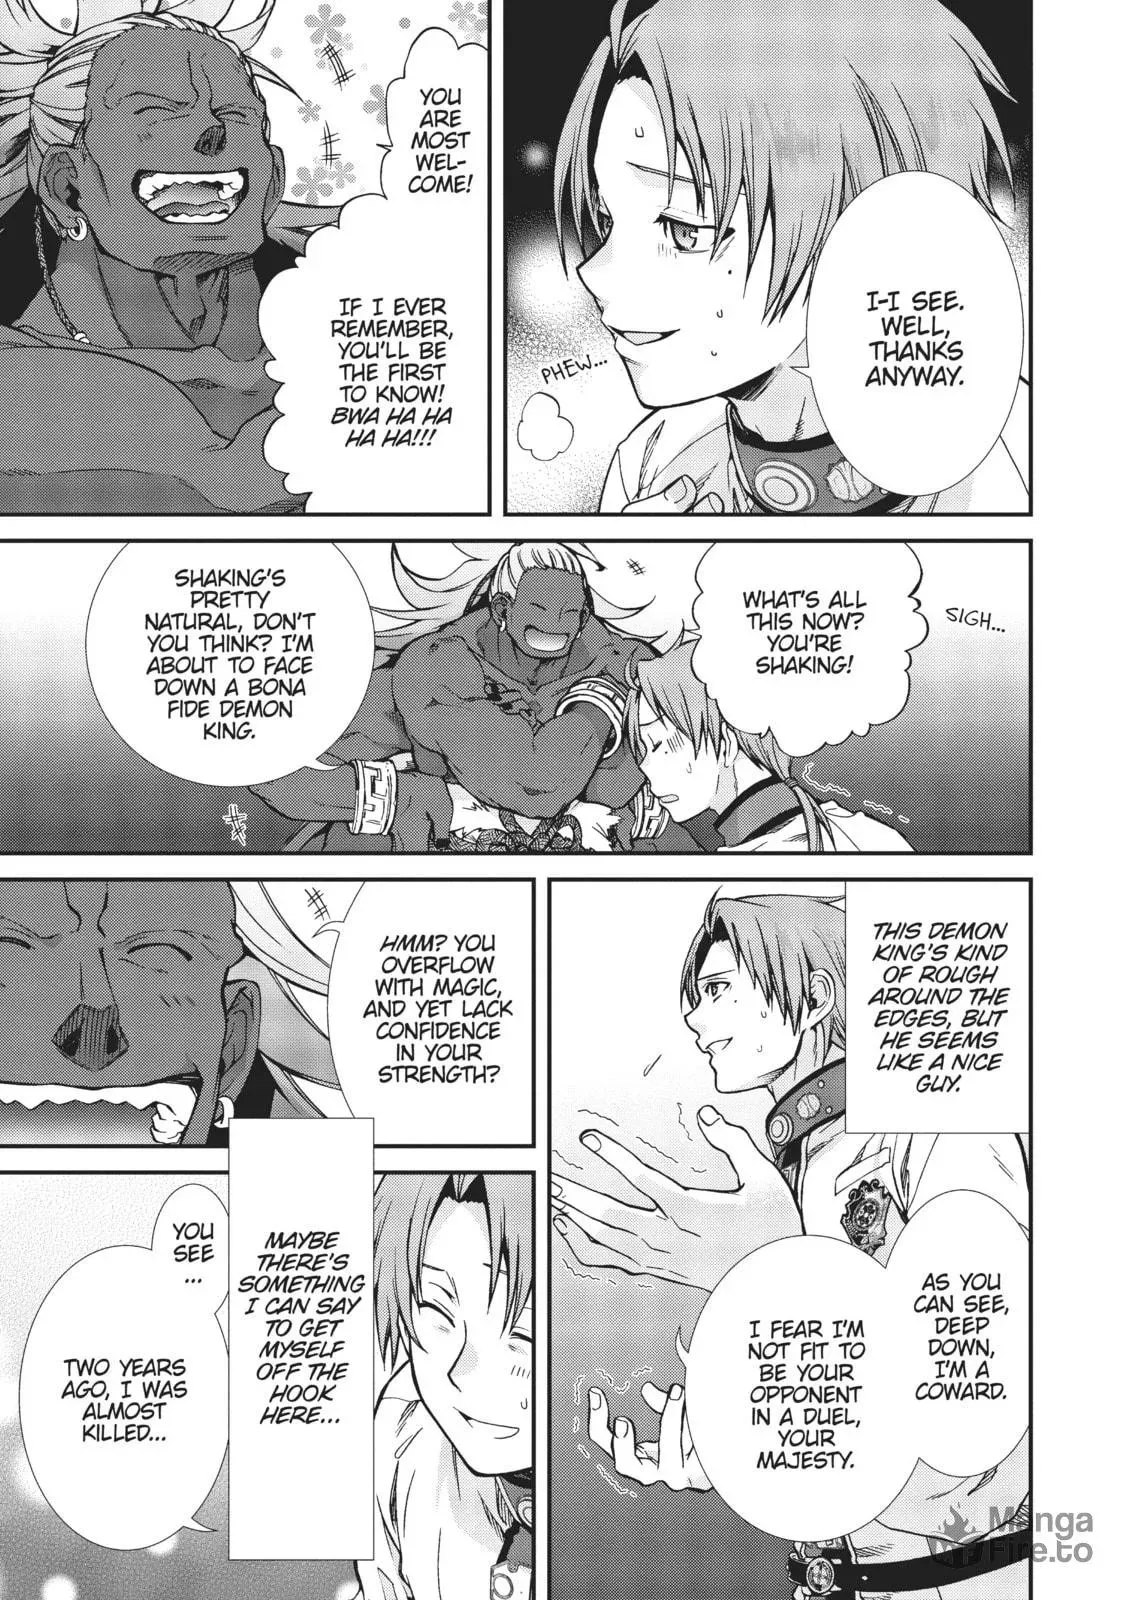 I-I SEE.
WELL,
THANKS
ANYWAY.
PHEW...
YOU
ARE
MOST
WEL-
COME!
IF I EVER
REMEMBER,
YOU'LL BE
THE FIRST
TO KNOW!
BWA HA HA
HA HA!!!
SIGH...
WHAT'S ALL
THIS NOW?
YOU'RE
SHAKING!
SHAKING'S
PRETTY
NATURAL, DON'T
YOU THINK? I'M
ABOUT TO FACE
DOWN A BONA
FIDE DEMON
KING.
THIS DEMON
KING'S KIND
OF ROUGH
AROUND THE
EDGES, BUT
HE SEEMS
LIKE A NICE
GUY.
AS YOU
CAN SEE,
DEEP
DOWN,
I'M A
COWARD.
I FEAR I'M
NOT FIT TO
BE YOUR
OPPONENT
IN A DUEL,
YOUR
MAJESTY.
HMM? YOU
OVERFLOW
WITH MAGIC,
AND YET LACK
CONFIDENCE
IN YOUR
STRENGTH?
MAYBE
THERE'S
SOMETHING
I CAN SAY
TO GET
MYSELF
OFF THE
HOOK
HERE...
YOU
SEE
...
TWO YEARS
AGO, I WAS
ALMOST
KILLED...
Manga
Fire.to